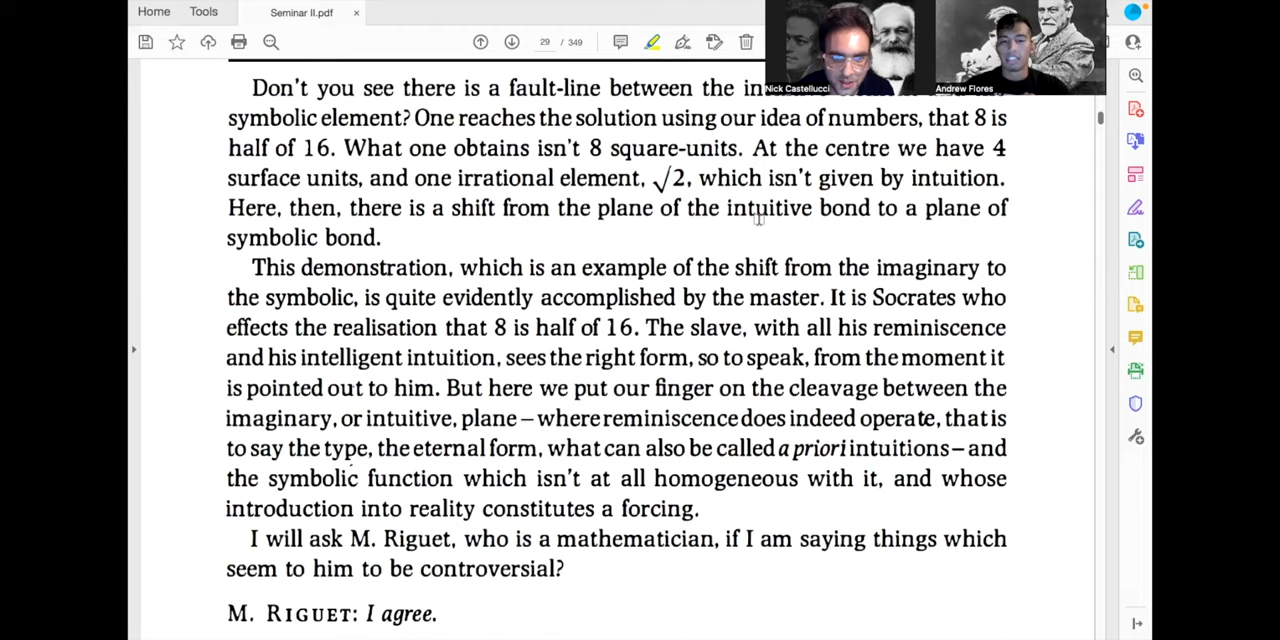 Home Tools Seminar II.pdf ×
29 / 349
Nick Castellucci
Andrew Flores
Don't you see there is a fault-line between the
symbolic element? One reaches the solution using our idea of numbers, that 8 is
half of 16. What one obtains isn't 8 square-units. At the centre we have 4
surface units, and one irrational element, √2, which isn't given by intuition.
Here, then, there is a shift from the plane of the intuitive bond to a plane of
symbolic bond.
This demonstration, which is an example of the shift from the imaginary to
the symbolic, is quite evidently accomplished by the master. It is Socrates who
effects the realisation that 8 is half of 16. The slave, with all his reminiscence
and his intelligent intuition, sees the right form, so to speak, from the moment it
is pointed out to him. But here we put our finger on the cleavage between the
imaginary, or intuitive, plane – where reminiscence does indeed operate, that is
to say the type, the eternal form, what can also be called a priori intuitions – and
the symbolic function which isn't at all homogeneous with it, and whose
introduction into reality constitutes a forcing.
I will ask M. Riguet, who is a mathematician, if I am saying things which
seem to him to be controversial?
M. RIGUET: I agree.